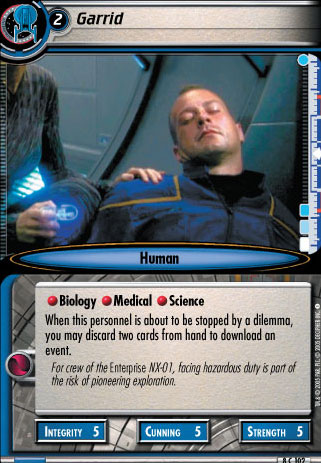 2 Garrid
Human
Biology Medical Science
When this personnel is about to be stopped by a dilemma,
you may discard two cards from hand to download an
event.
For crew of the Enterprise NX-01, facing hazardous duty is part of
the risk of pioneering exploration.
INTEGRITY 5 CUNNING 5 STRENGTH 5
8 C 102